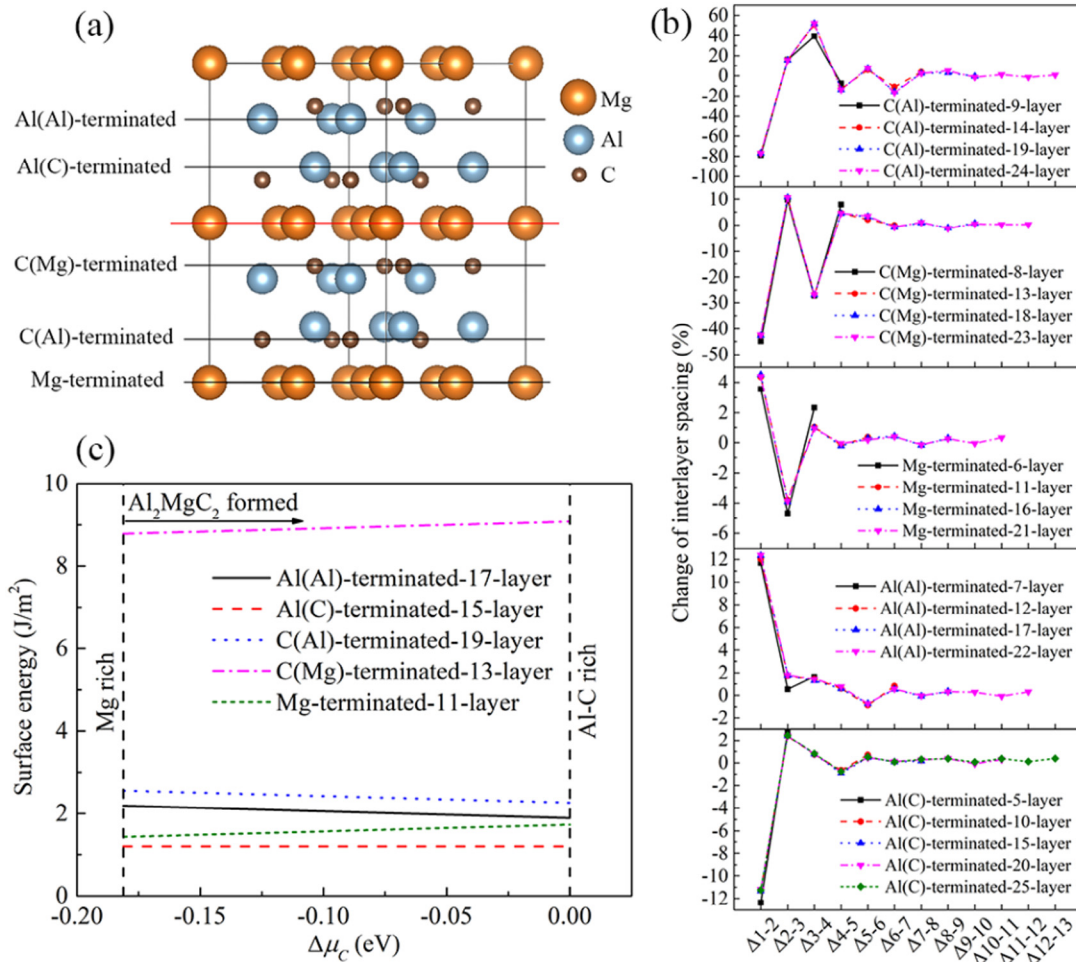 (a)
Mg
Al
C
Al(Al)-terminated
Al(C)-terminated
C(Mg)-terminated
C(Al)-terminated
Mg-terminated
(b)
Change of interlayer spacing (%)
60
40
20
0
-20
-40
-60
-80
-100
C(Al)-terminated-9-layer
C(Al)-terminated-14-layer
C(Al)-terminated-19-layer
C(Al)-terminated-24-layer
10
0
-10
-20
-30
-40
-50
C(Mg)-terminated-8-layer
C(Mg)-terminated-13-layer
C(Mg)-terminated-18-layer
C(Mg)-terminated-23-layer
4
2
0
-2
-4
-6
Mg-terminated-6-layer
Mg-terminated-11-layer
Mg-terminated-16-layer
Mg-terminated-21-layer
12
10
8
6
4
2
0
-2
Al(Al)-terminated-7-layer
Al(Al)-terminated-12-layer
Al(Al)-terminated-17-layer
Al(Al)-terminated-22-layer
2
0
-2
-4
-6
-8
-10
-12
Al(C)-terminated-5-layer
Al(C)-terminated-10-layer
Al(C)-terminated-15-layer
Al(C)-terminated-20-layer
Al(C)-terminated-25-layer
Δ1-2
Δ2-3
Δ3-4
Δ4-5
Δ5-6
Δ6-7
Δ7-8
Δ8-9
Δ9-10
Δ10-11
Δ11-12
Δ12-13
(c)
Surface energy (J/m²)
10
8
6
4
2
0
Al₂MgC₂ formed
Mg rich
Al-C rich
Al(Al)-terminated-17-layer
Al(C)-terminated-15-layer
C(Al)-terminated-19-layer
C(Mg)-terminated-13-layer
Mg-terminated-11-layer
-0.20
-0.15
-0.10
-0.05
0.00
Δμ_C (eV)